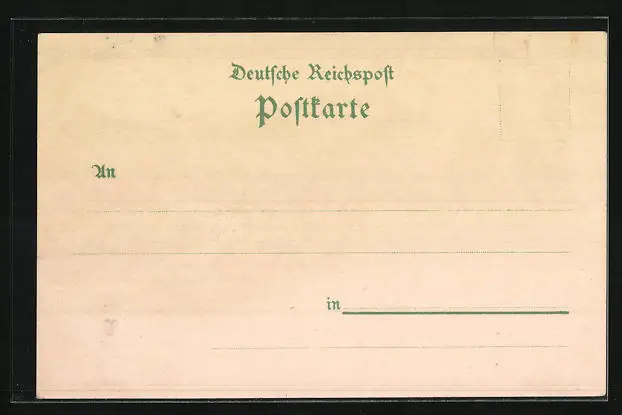 Deutſche Reichspoſt
Poſtkarte
An
in